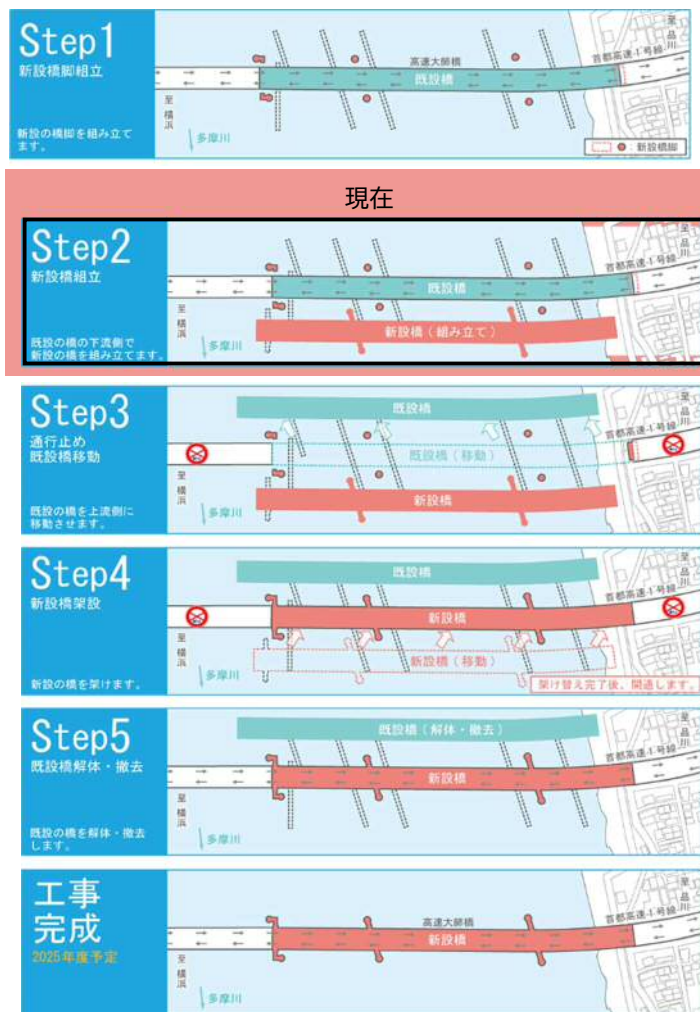 Step1
新設橋脚組立
新設の橋脚を組み立て
ます。
高速大師橋
既設橋
首都高速1号線
至品川
至横浜
多摩川
：新設橋脚
現在
Step2
新設橋組立
既設の橋の下流側で
新設の橋を組み立てます。
既設橋
新設橋（組み立て）
首都高速1号線
至品川
至横浜
多摩川
Step3
通行止め
既設橋移動
既設の橋を上流側に
移動させます。
既設橋
既設橋（移動）
新設橋
至品川
至横浜
多摩川
Step4
新設橋架設
新設の橋を架けます。
既設橋
新設橋
新設橋（移動）
架け替え完了後、開通します。
至品川
至横浜
多摩川
Step5
既設橋解体・撤去
既設の橋を解体・撤去
します。
既設橋（解体・撤去）
新設橋
首都高速1号線
至品川
至横浜
多摩川
工事
完成
2025年度予定
高速大師橋
新設橋
首都高速1号線
至品川
至横浜
多摩川